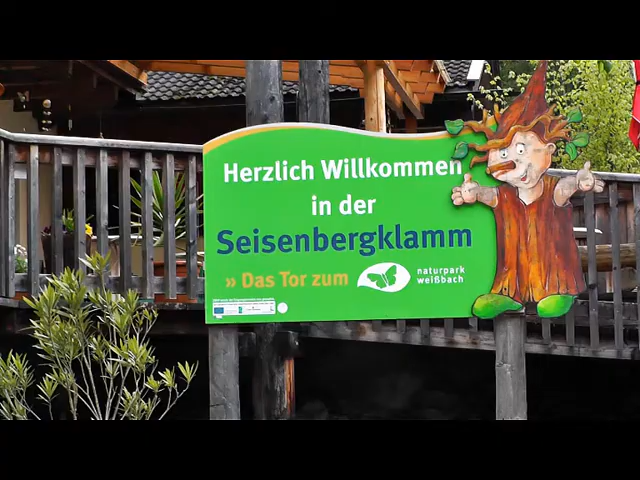 Herzlich Willkommen
in der
Seisenbergklamm
» Das Tor zum
naturpark
weißbach